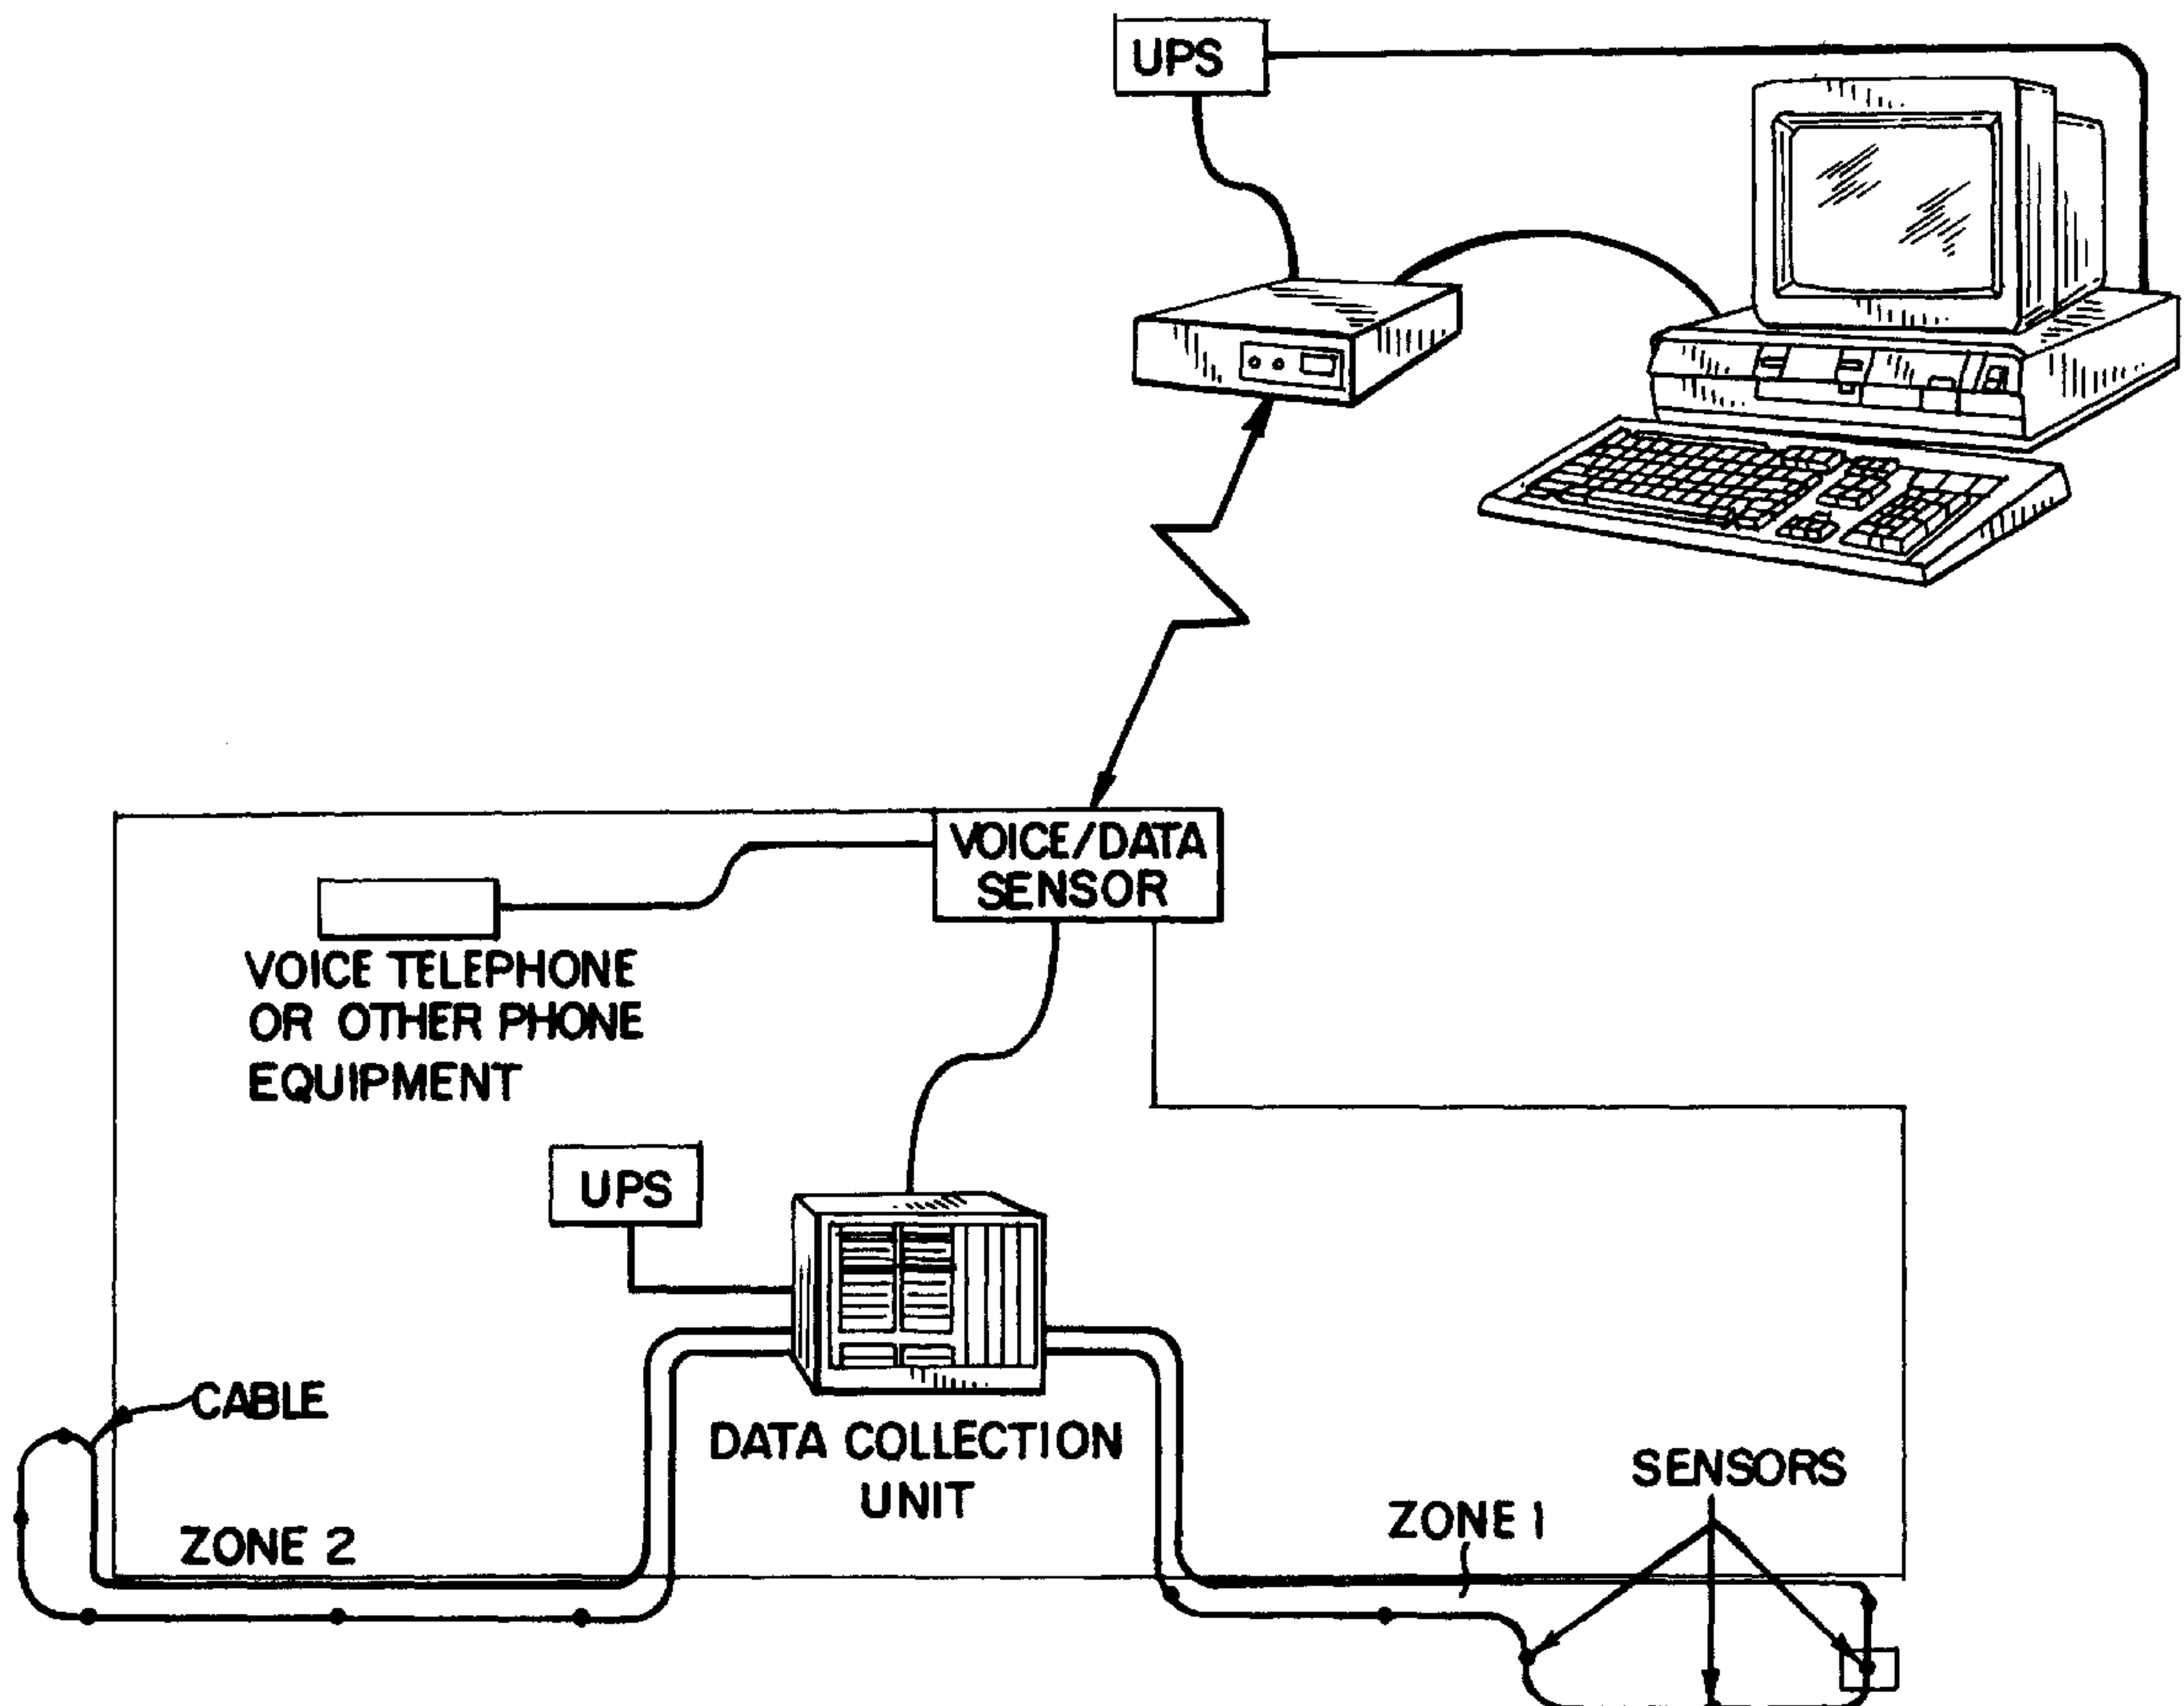 UPS
VOICE/DATA
SENSOR
VOICE TELEPHONE
OR OTHER PHONE
EQUIPMENT
UPS
CABLE
DATA COLLECTION
UNIT
SENSORS
ZONE 1
ZONE 2